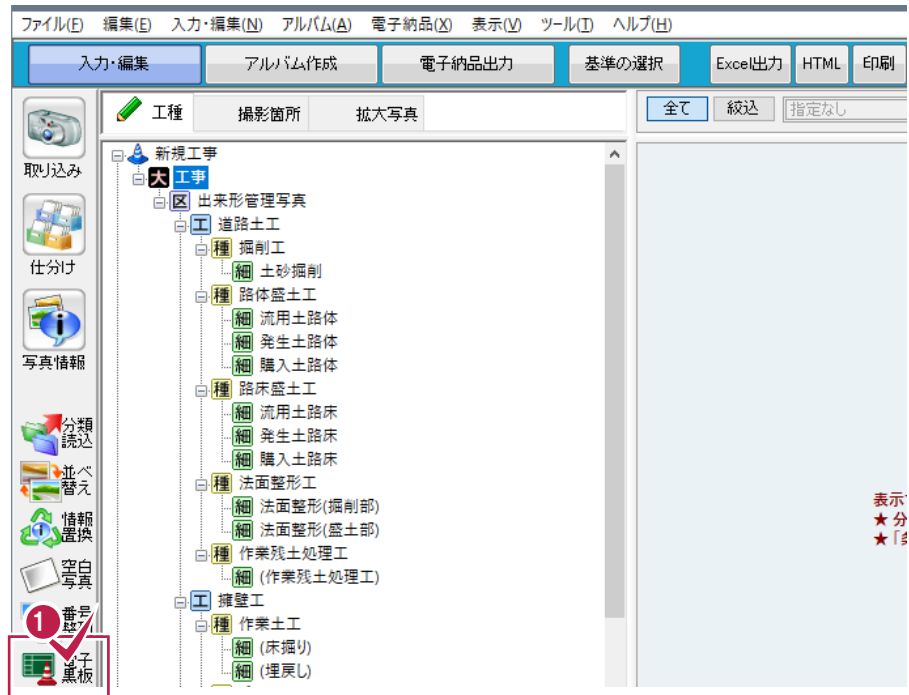 ファイル(F) 編集(E) 入力・編集(N) アルバム(A) 電子納品(X) 表示(V) ツール(T) ヘルプ(H)
入力・編集 アルバム作成 電子納品出力 基準の選択 Excel出力 HTML 印刷
工種 撮影箇所 拡大写真 全て 絞込 指定なし
取り込み
仕分け
写真情報
分類
読込
並べ
替え
情報
置換
空白
写真
番号
1
電子
黒板
新規工事
大 工事
区 出来形管理写真
工 道路土工
種 掘削工
細 土砂掘削
種 路体盛土工
細 流用土路体
細 発生土路体
細 購入土路体
種 路床盛土工
細 流用土路床
細 発生土路床
細 購入土路床
種 法面整形工
細 法面整形(掘削部)
細 法面整形(盛土部)
種 作業残土処理工
細 (作業残土処理工)
工 擁壁工
種 作業土工
細 (床掘り)
細 (埋戻し)
表示
★ 分
★「条